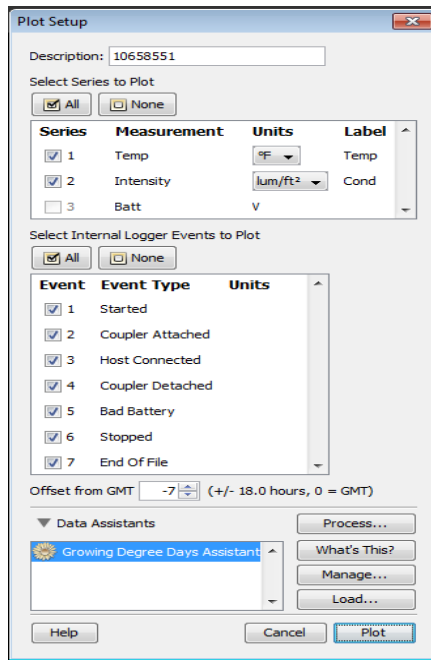 Plot Setup
Description: 10658551
Select Series to Plot
All None
Series Measurement Units Label
1 Temp °F Temp
2 Intensity lum/ft² Cond
3 Batt V
Select Internal Logger Events to Plot
All None
Event Event Type Units
1 Started
2 Coupler Attached
3 Host Connected
4 Coupler Detached
5 Bad Battery
6 Stopped
7 End Of File
Offset from GMT -7 (+/- 18.0 hours, 0 = GMT)
Data Assistants Process...
Growing Degree Days Assistant What's This?
Manage...
Load...
Help Cancel Plot